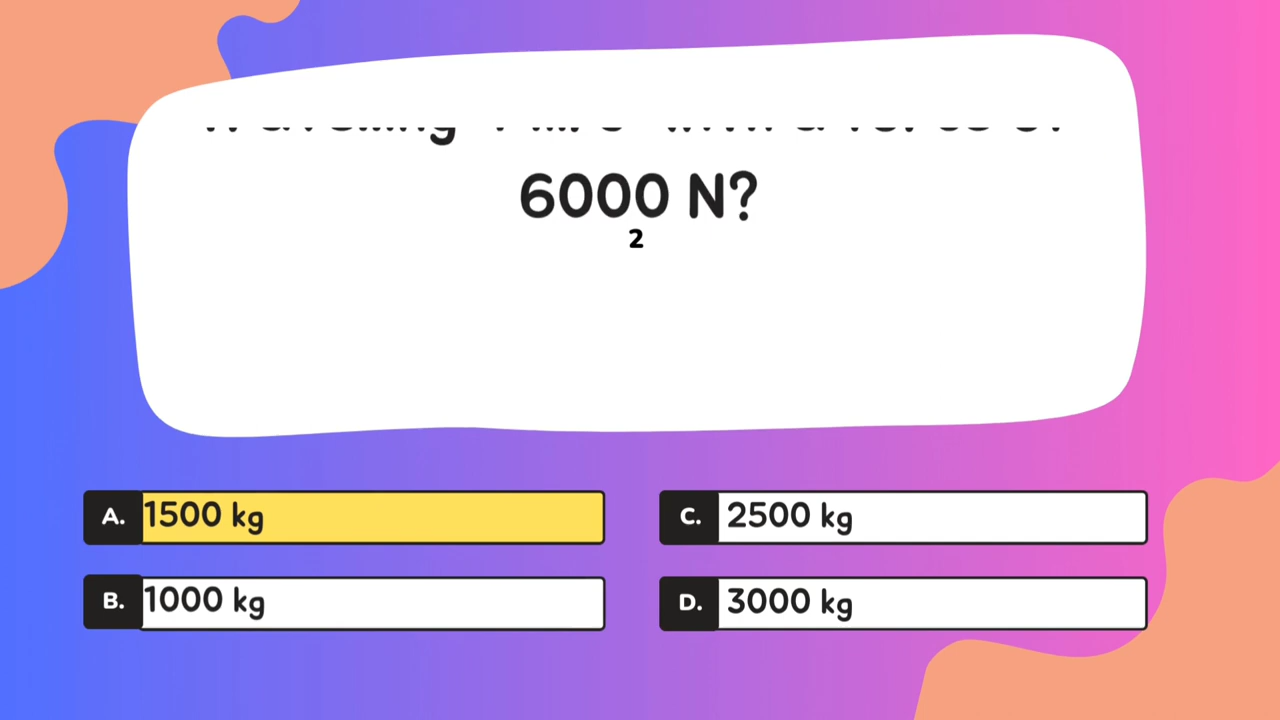 6000 N?
2
A. 1500 kg
B. 1000 kg
C. 2500 kg
D. 3000 kg